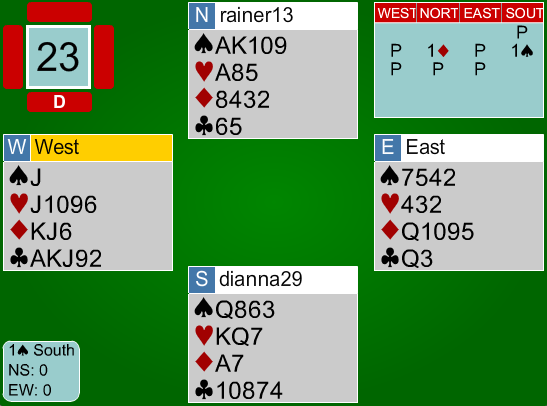 23
D
N rainer13
♠AK109
♥A85
♦8432
♣65
WEST NORT EAST SOUT
P
P 1♦ P 1♠
P P P
W West
♠J
♥J1096
♦KJ6
♣AKJ92
E East
♠7542
♥432
♦Q1095
♣Q3
S dianna29
♠Q863
♥KQ7
♦A7
♣10874
1♠ South
NS: 0
EW: 0